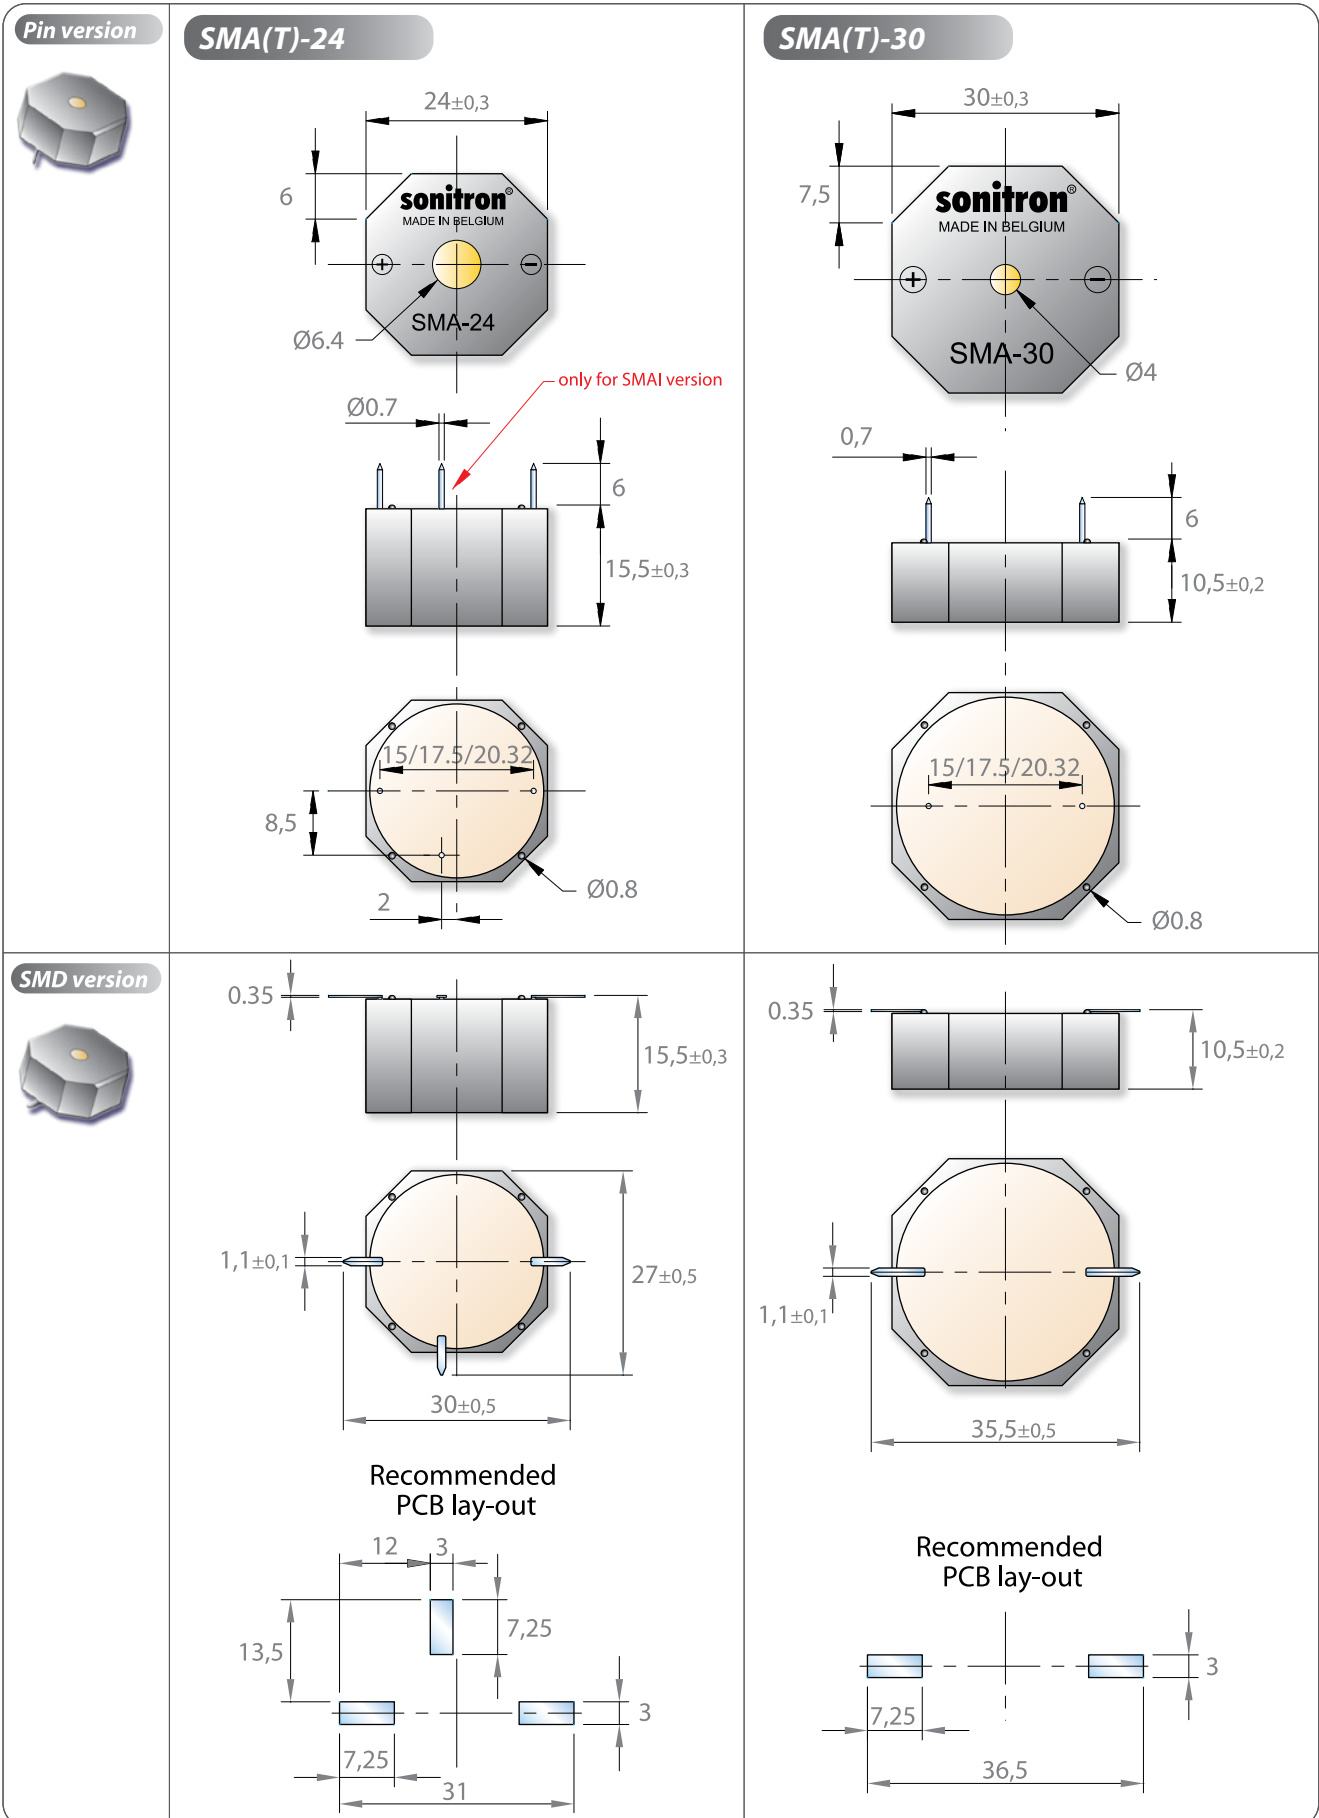 Pin version
SMA(T)-24
24±0,3
6
sonitron®
MADE IN BELGIUM
+
−
SMA-24
Ø6.4
only for SMAI version
Ø0.7
6
15,5±0,3
15/17.5/20.32
8,5
2
Ø0.8
SMA(T)-30
30±0,3
7,5
sonitron®
MADE IN BELGIUM
+
−
SMA-30
Ø4
0,7
6
10,5±0,2
15/17.5/20.32
Ø0.8
SMD version
0.35
15,5±0,3
1,1±0,1
27±0,5
30±0,5
Recommended
PCB lay-out
12
3
7,25
13,5
3
7,25
31
0.35
10,5±0,2
1,1±0,1
35,5±0,5
Recommended
PCB lay-out
3
7,25
36,5